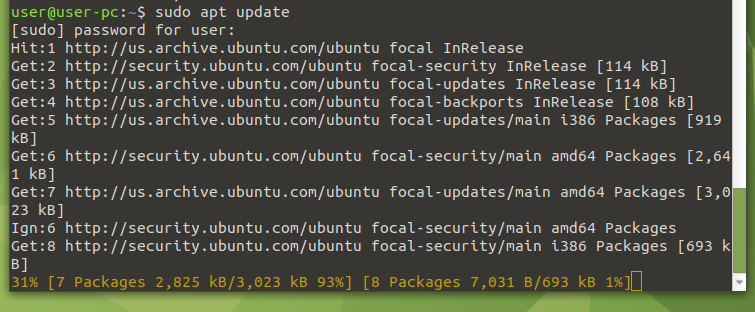 user@user-pc:~$ sudo apt update
[sudo] password for user:
Hit:1 http://us.archive.ubuntu.com/ubuntu focal InRelease
Get:2 http://security.ubuntu.com/ubuntu focal-security InRelease [114 kB]
Get:3 http://us.archive.ubuntu.com/ubuntu focal-updates InRelease [114 kB]
Get:4 http://us.archive.ubuntu.com/ubuntu focal-backports InRelease [108 kB]
Get:5 http://us.archive.ubuntu.com/ubuntu focal-updates/main i386 Packages [919
kB]
Get:6 http://security.ubuntu.com/ubuntu focal-security/main amd64 Packages [2,64
1 kB]
Get:7 http://us.archive.ubuntu.com/ubuntu focal-updates/main amd64 Packages [3,0
23 kB]
Ign:6 http://security.ubuntu.com/ubuntu focal-security/main amd64 Packages
Get:8 http://security.ubuntu.com/ubuntu focal-security/main i386 Packages [693 k
B]
31% [7 Packages 2,825 kB/3,023 kB 93%] [8 Packages 7,031 B/693 kB 1%]